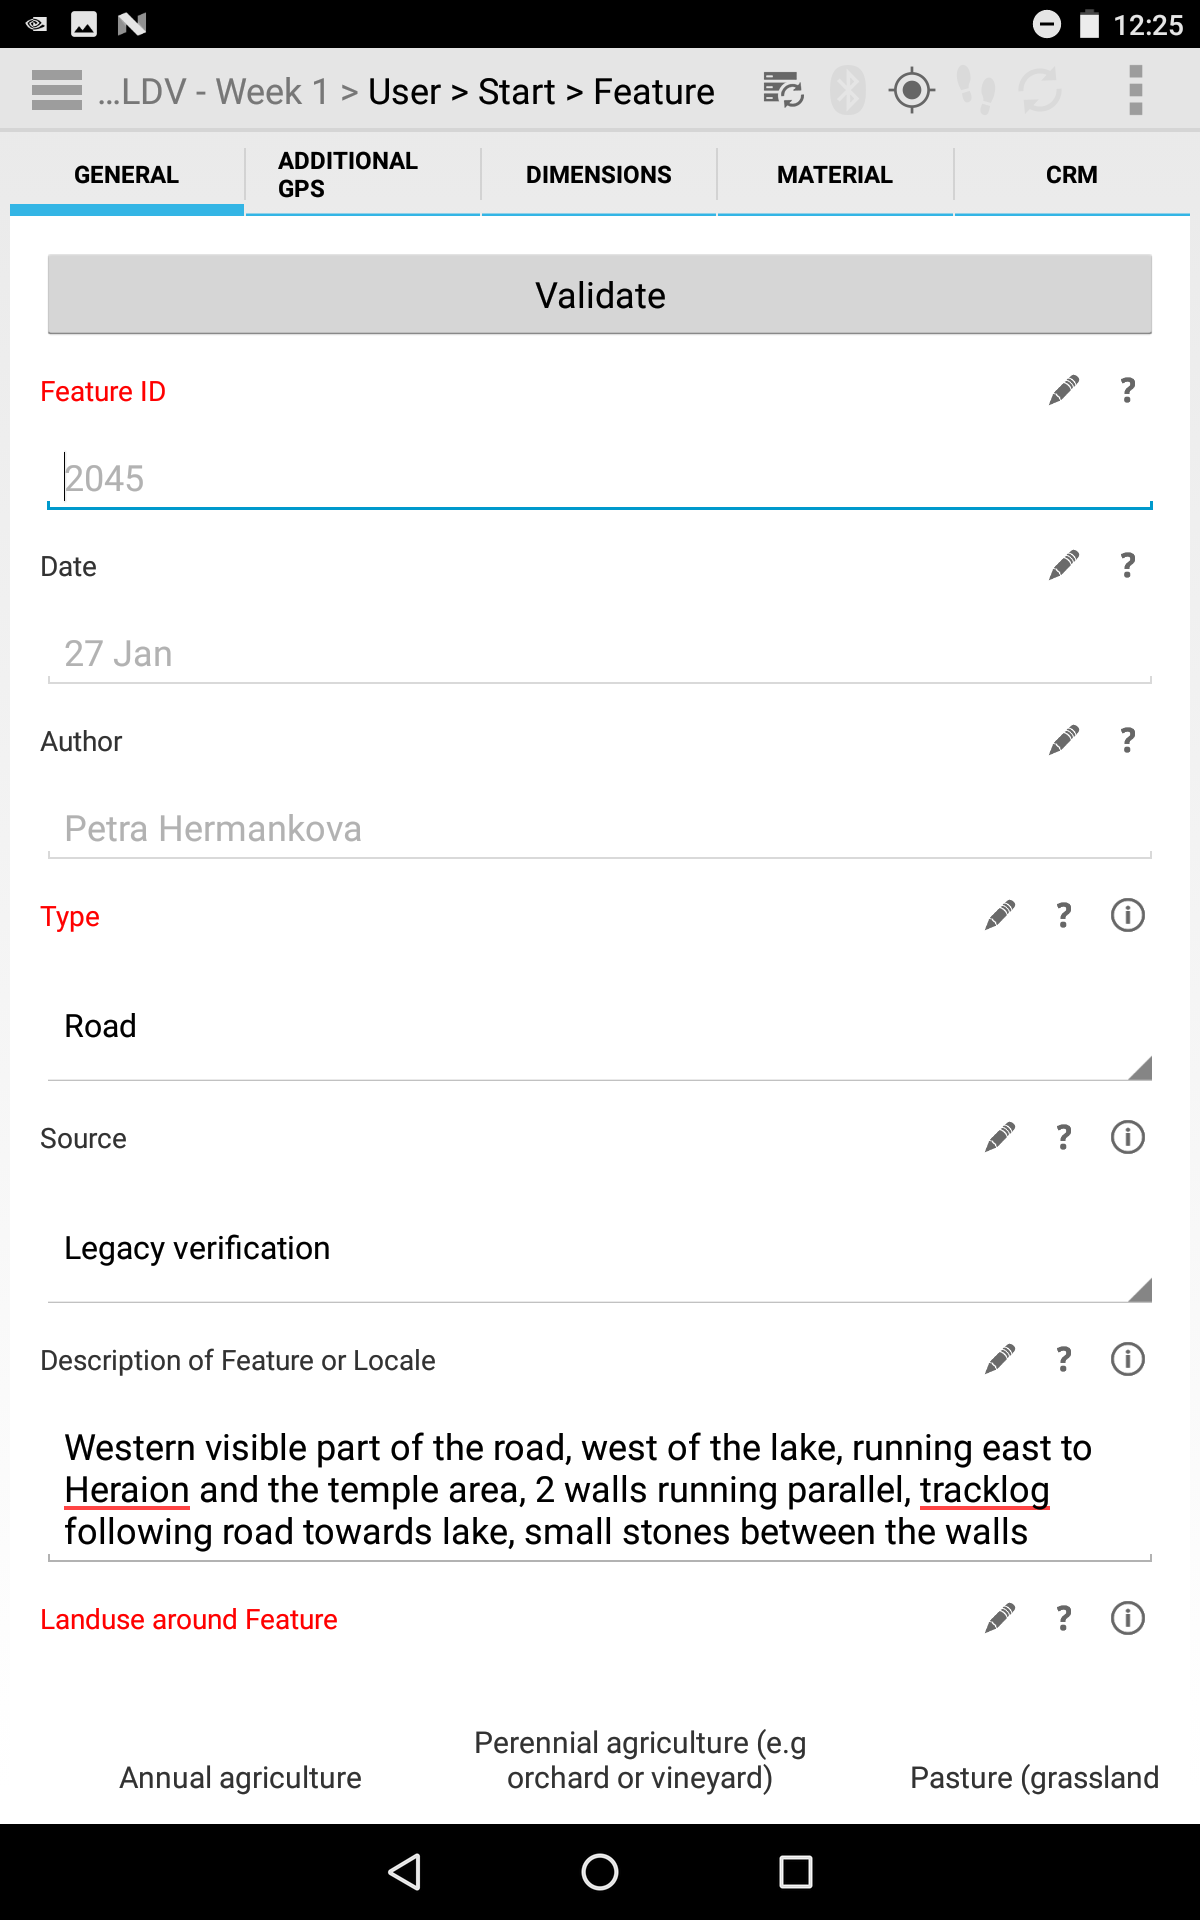 12:25
...LDV - Week 1 > User > Start > Feature
GENERAL
ADDITIONAL
GPS
DIMENSIONS
MATERIAL
CRM
Validate
Feature ID
?
2045
Date
?
27 Jan
Author
?
Petra Hermankova
Type
?
Road
Source
?
Legacy verification
Description of Feature or Locale
?
Western visible part of the road, west of the lake, running east to
Heraion and the temple area, 2 walls running parallel, tracklog
following road towards lake, small stones between the walls
Landuse around Feature
?
Annual agriculture
Perennial agriculture (e.g
orchard or vineyard)
Pasture (grassland